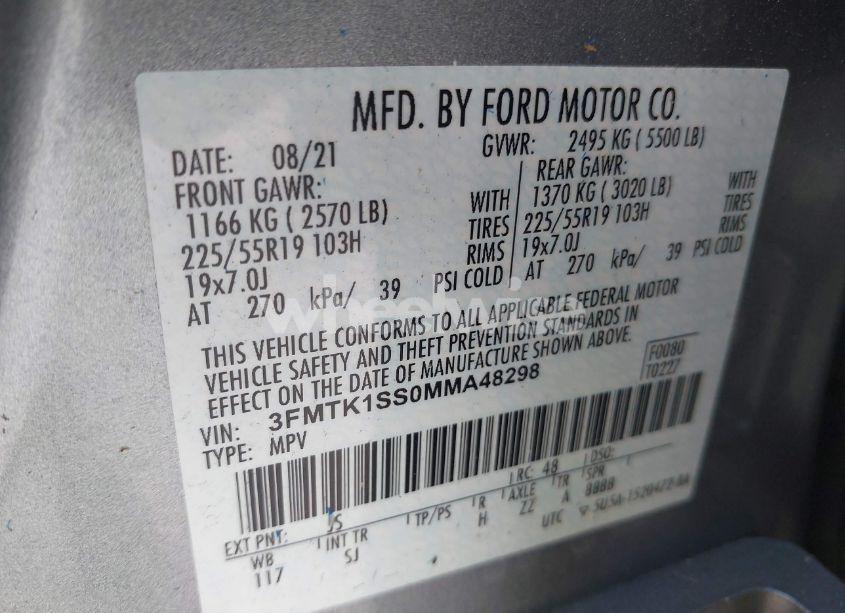 MFD. BY FORD MOTOR CO.
DATE: 08/21
GVWR: 2495 KG ( 5500 LB)
FRONT GAWR:
1166 KG ( 2570 LB)
WITH
225/55R19 103H
TIRES
19x7.0J
RIMS
AT 270 kPa/ 39 PSI COLD
REAR GAWR:
1370 KG ( 3020 LB)
WITH
225/55R19 103H
TIRES
19x7.0J
RIMS
AT 270 kPa/ 39 PSI COLD
THIS VEHICLE CONFORMS TO ALL APPLICABLE FEDERAL MOTOR
VEHICLE SAFETY AND THEFT PREVENTION STANDARDS IN
EFFECT ON THE DATE OF MANUFACTURE SHOWN ABOVE.
F0080
T0227
VIN: 3FMTK1SS0MMA48298
TYPE: MPV
EXT PNT: JS
RC: 48
DSO:
WB
INT TR
TP/PS
R
AXLE
TR
SPR
117
SJ
H
ZZ
A
8888
UTC